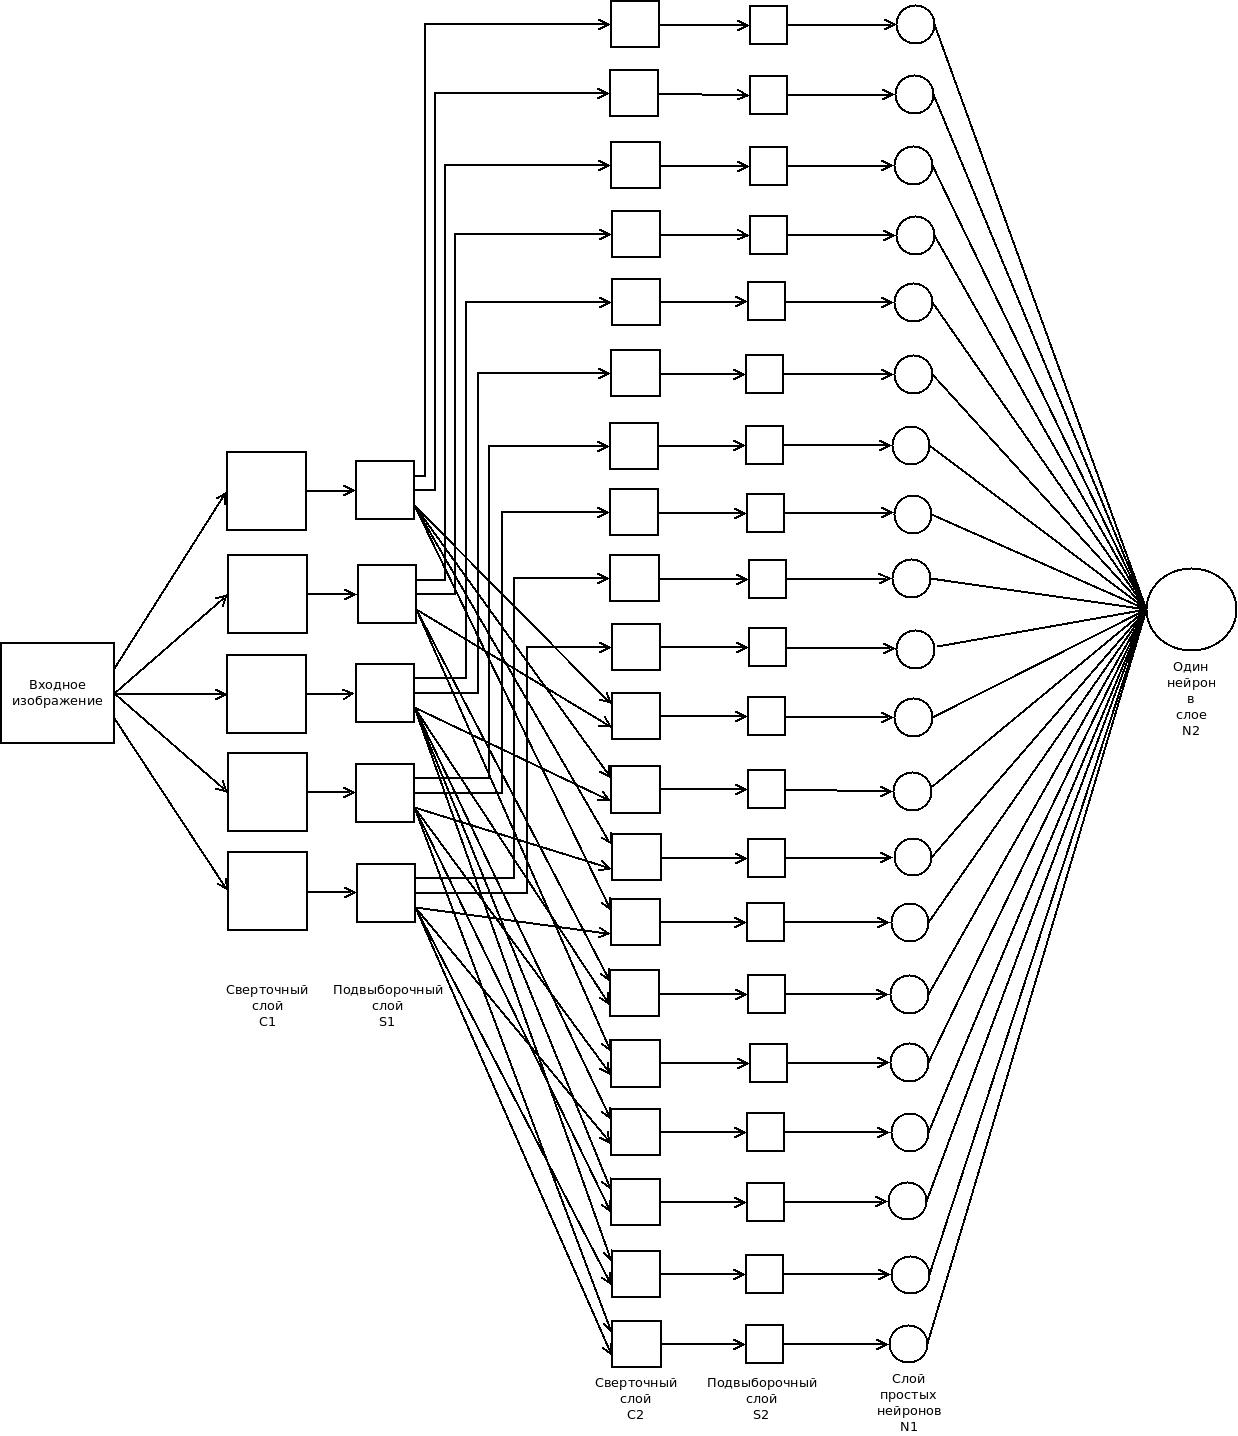 Входное
изображение
Сверточный
слой
C1
Подвыборочный
слой
S1
Один
нейрон
в
слое
N2
Сверточный
слой
C2
Подвыборочный
слой
S2
Слой
простых
нейронов
N1